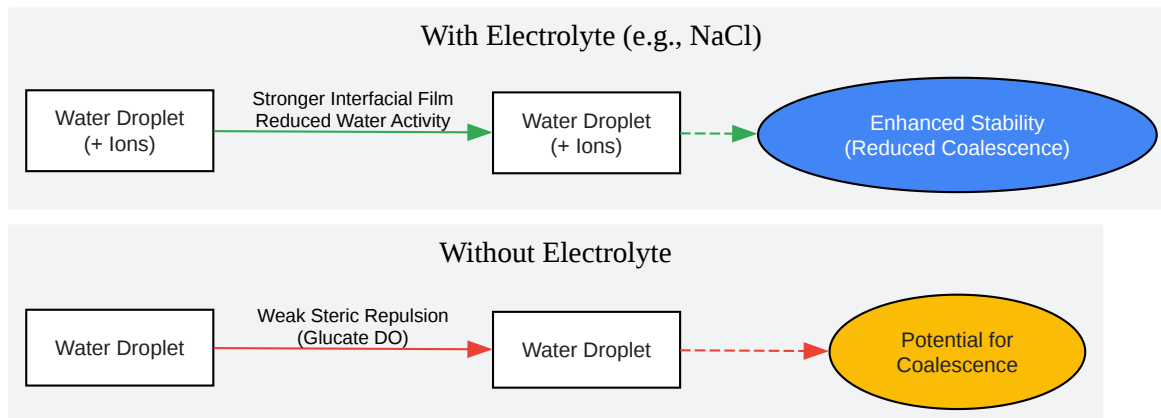 With Electrolyte (e.g., NaCl)
Water Droplet
(+ Ions)
Stronger Interfacial Film
Reduced Water Activity
Water Droplet
(+ Ions)
Enhanced Stability
(Reduced Coalescence)
Without Electrolyte
Water Droplet
Weak Steric Repulsion
(Glucate DO)
Water Droplet
Potential for
Coalescence